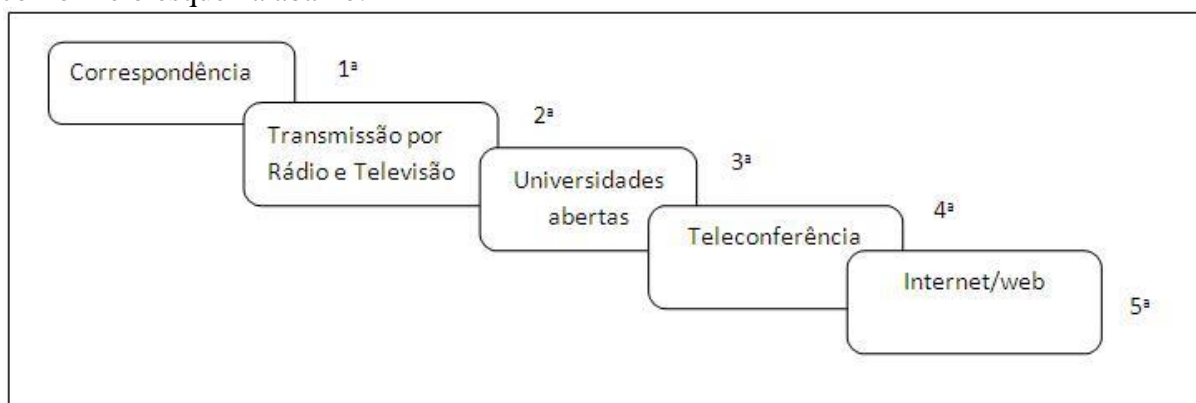 Correspondência
1ª
Transmissão por
Rádio e Televisão
2ª
Universidades
abertas
3ª
Teleconferência
4ª
Internet/web
5ª